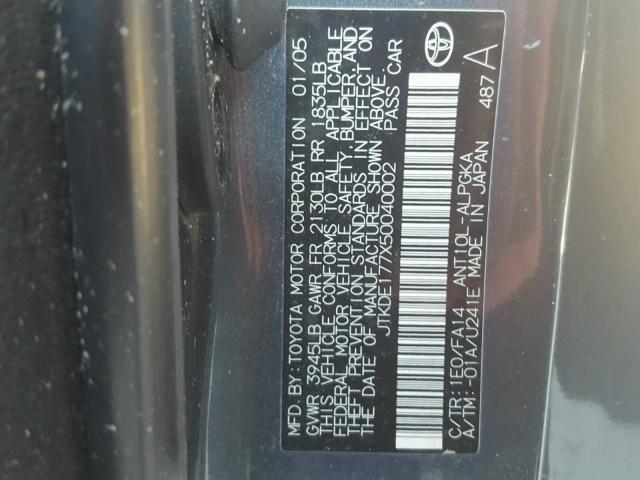 MFD. BY: TOYOTA MOTOR CORPORATION 01/05
GVWR 3945LB GAWR FR 2130LB RR 1835LB
THIS VEHICLE CONFORMS TO ALL APPLICABLE
FEDERAL MOTOR VEHICLE SAFETY, BUMPER, AND
THEFT PREVENTION STANDARDS IN EFFECT ON
THE DATE OF MANUFACTURE SHOWN ABOVE.
JTKDE177X50040002 PASS CAR
C/TR: 1E0/FA14 ANT10L-ALPGKA
A/TM: -01A/U241E MADE IN JAPAN 487 A